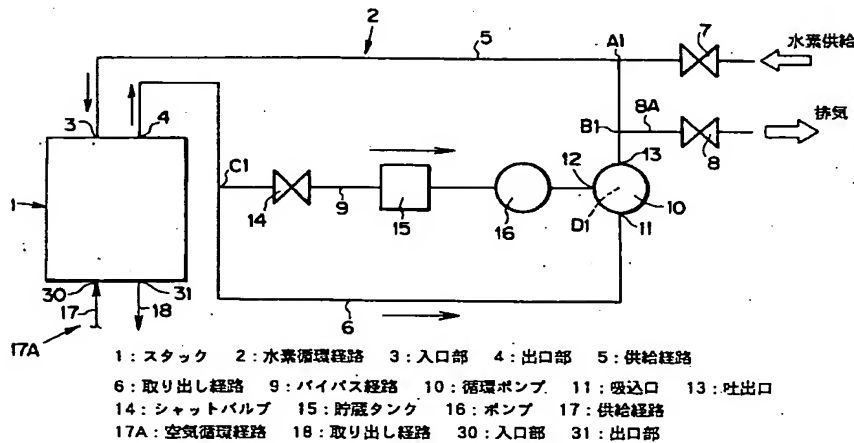 2
5
A1
7
水素供給
3
4
8A
排気
B1
8
C1
12
13
1
14
9
15
16
D1
10
11
30
31
17
18
17A
6
1：スタック　2：水素循環経路　3：入口部　4：出口部　5：供給経路
6：取り出し経路　9：バイパス経路　10：循環ポンプ　11：吸込口　13：吐出口
14：シャットバルブ　15：貯蔵タンク　16：ポンプ　17：供給経路
17A：空気循環経路　18：取り出し経路　30：入口部　31：出口部